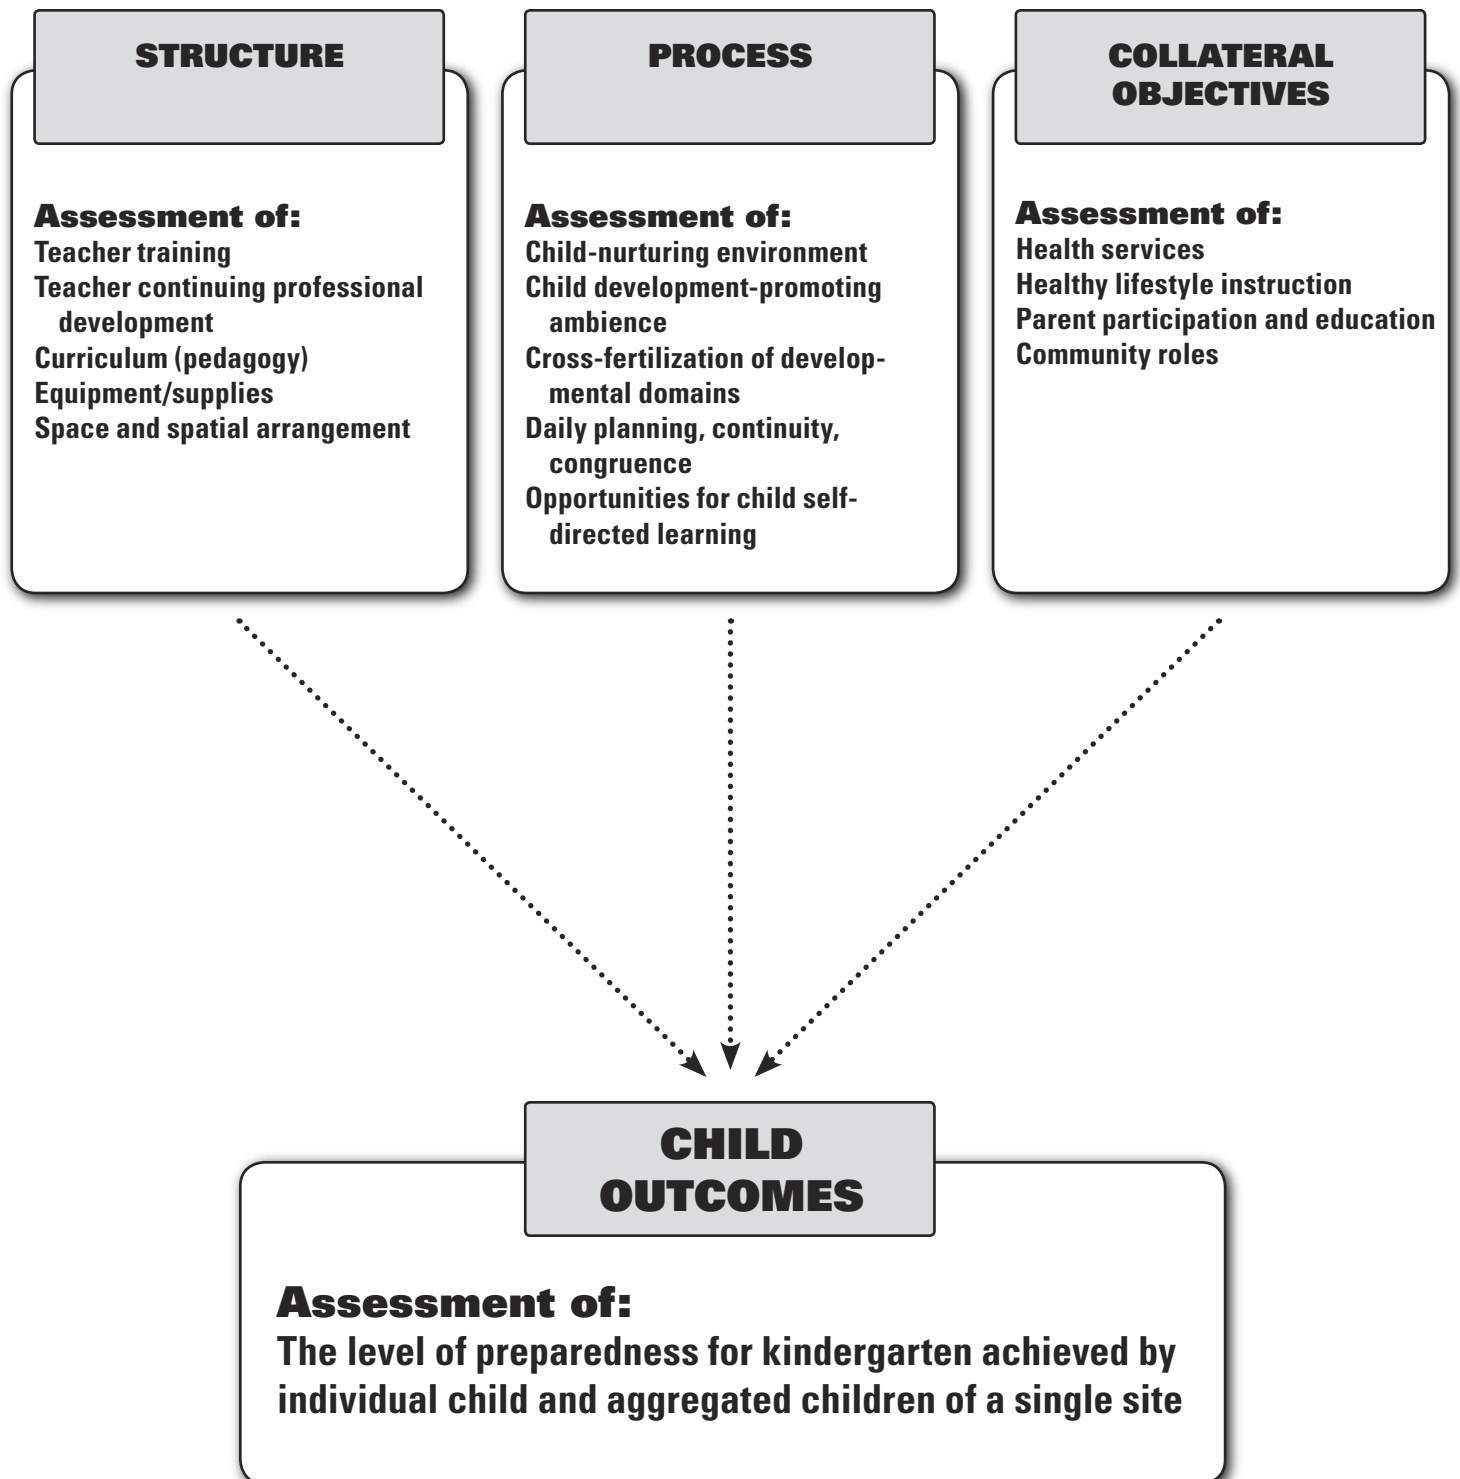 STRUCTURE
Assessment of:
Teacher training
Teacher continuing professional
development
Curriculum (pedagogy)
Equipment/supplies
Space and spatial arrangement
PROCESS
Assessment of:
Child-nurturing environment
Child development-promoting
ambience
Cross-fertilization of develop-
mental domains
Daily planning, continuity,
congruence
Opportunities for child self-
directed learning
COLLATERAL
OBJECTIVES
Assessment of:
Health services
Healthy lifestyle instruction
Parent participation and education
Community roles
CHILD
OUTCOMES
Assessment of:
The level of preparedness for kindergarten achieved by
individual child and aggregated children of a single site